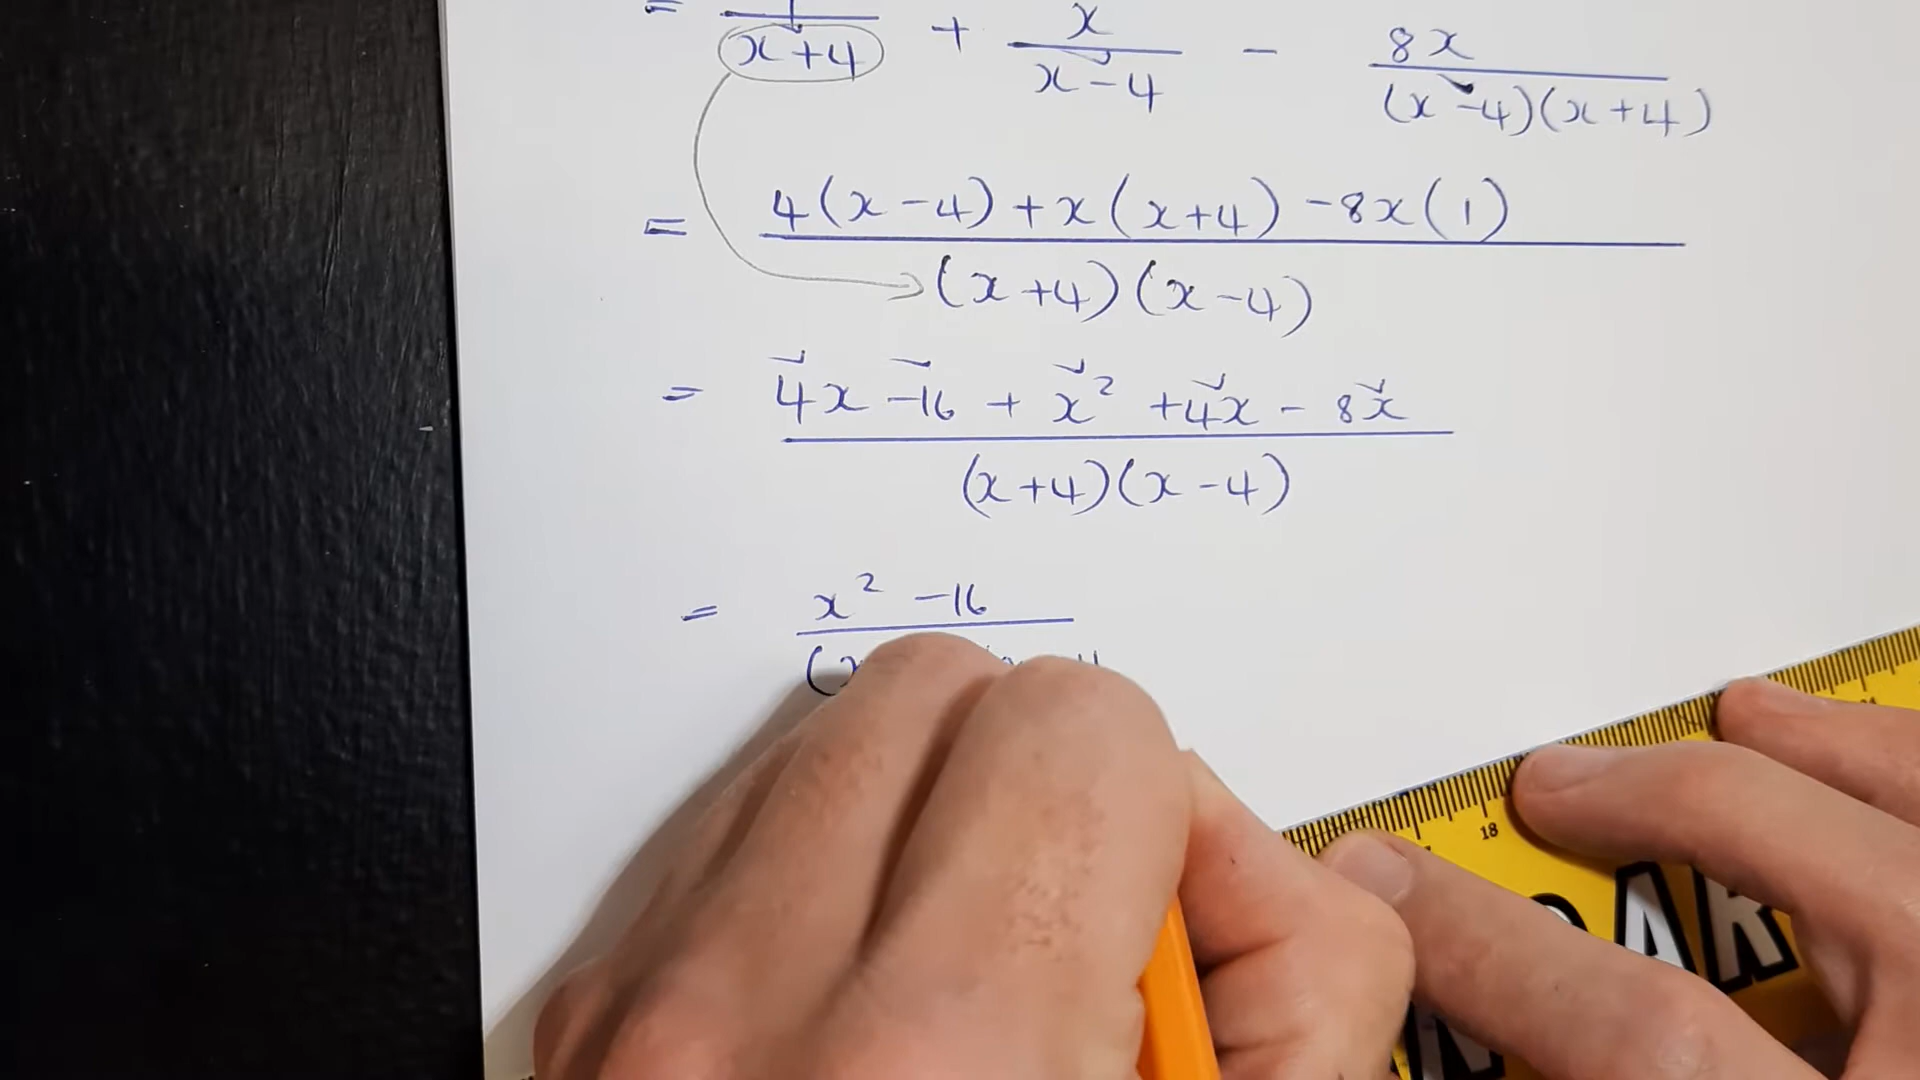 = /(x+4) + x/(x-4) - 8x/((x-4)(x+4))
= (4(x-4)+x(x+4)-8x(1))/((x+4)(x-4))
= (4x-16+x²+4x-8x)/((x+4)(x-4))
= (x²-16)/(x
18